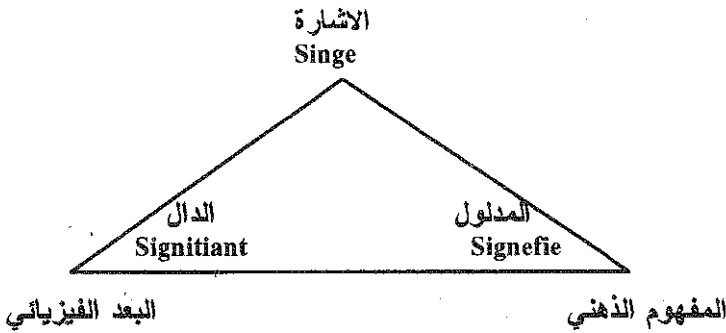 الاشارة
Singe
الدال
المدلول
Signitiant
Signefie
البعد الفيزيائي
المفهوم الذهني